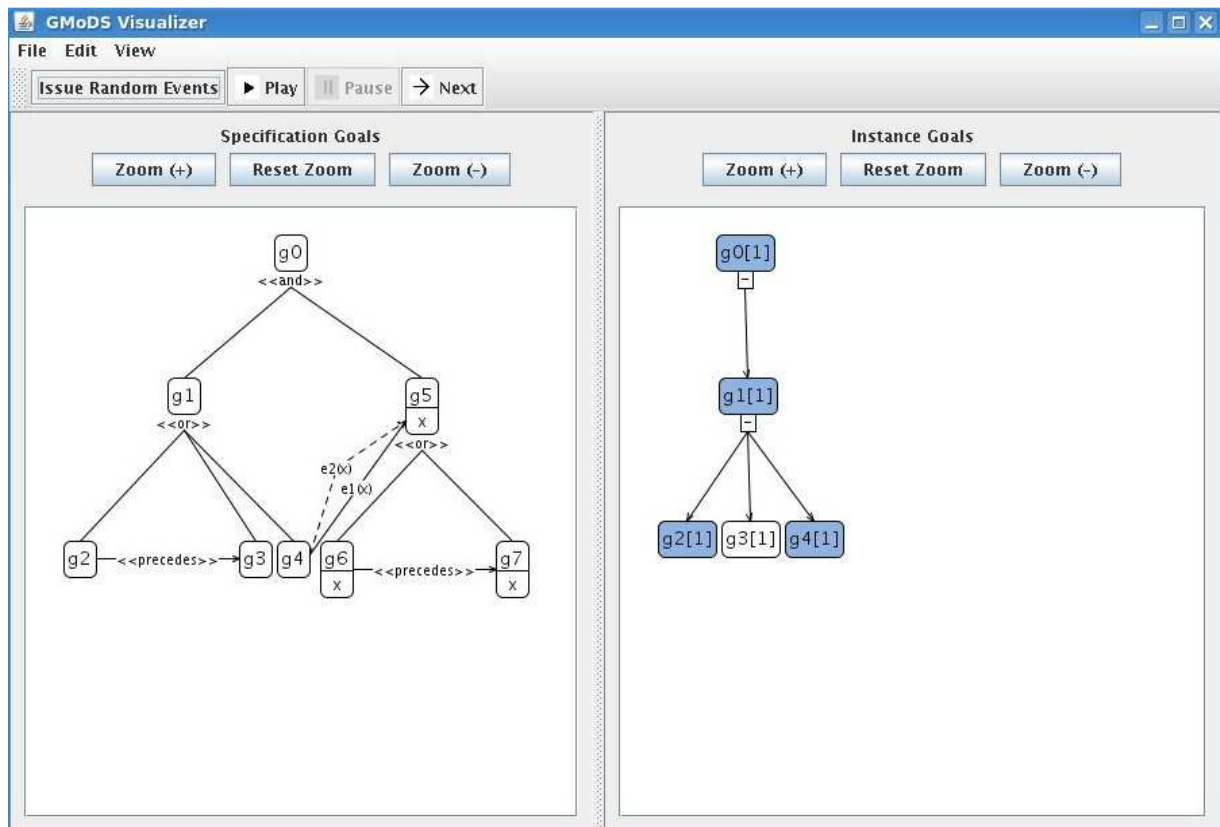 GMoDS Visualizer
File Edit View
Issue Random Events Play Pause Next
Specification Goals
Zoom (+) Reset Zoom Zoom (-)
g0
<<and>>
g1
<<or>>
g5
x
<<or>>
e2(x)
e1(x)
g2 <<precedes>> g3 g4 g6 <<precedes>> g7
x x
Instance Goals
Zoom (+) Reset Zoom Zoom (-)
g0[1]
-
g1[1]
-
g2[1] g3[1] g4[1]